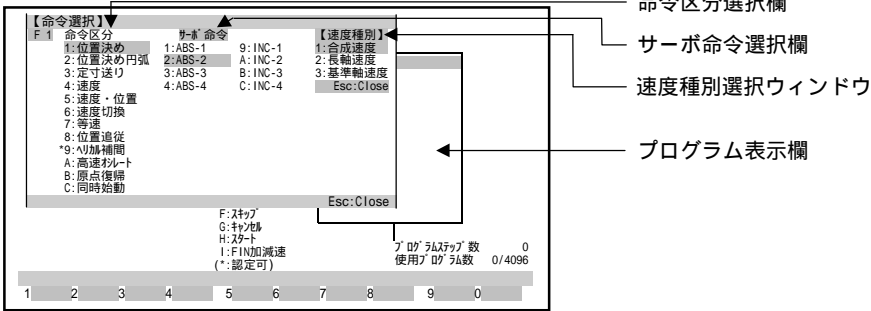 命令区分選択欄
【命令選択】
F 1 命令区分 サーボ命令 【速度種別】
1:位置決め 1:ABS-1 9:INC-1 1:合成速度
2:位置決め円弧 2:ABS-2 A:INC-2 2:長軸速度
3:定寸送り 3:ABS-3 B:INC-3 3:基準軸速度
4:速度 4:ABS-4 C:INC-4 Esc:Close
5:速度・位置
6:速度切換
7:等速
8:位置追従
*9:ヘリカル補間
A:高速オシレート
B:原点復帰
C:同時始動
Esc:Close
サーボ命令選択欄
速度種別選択ウィンドウ
プログラム表示欄
F:スキップ
G:キャンセル
H:スタート
I:FIN加減速
(*:認定可)
プログラムステップ数 0
使用プログラム数 0/4096
1 2 3 4 5 6 7 8 9 0